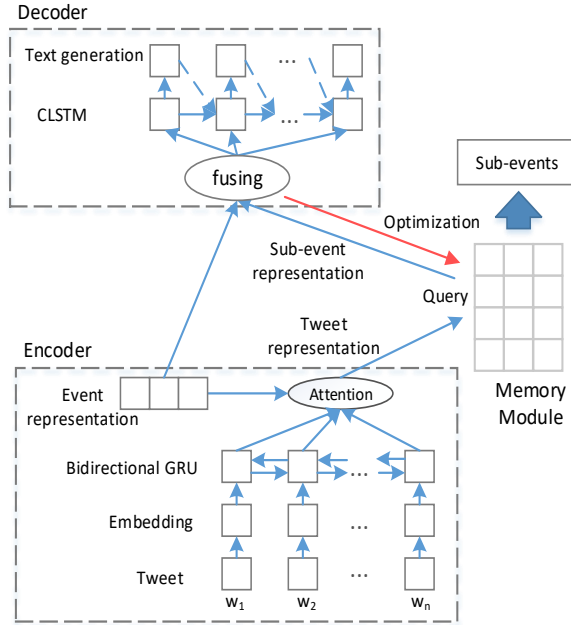 Decoder
Text generation
...
CLSTM
...
fusing
Sub-events
Optimization
Sub-event
representation
Query
Tweet
representation
Memory
Module
Encoder
Event
representation
Attention
Bidirectional GRU
...
Embedding
...
Tweet
...
w1
w2
wn